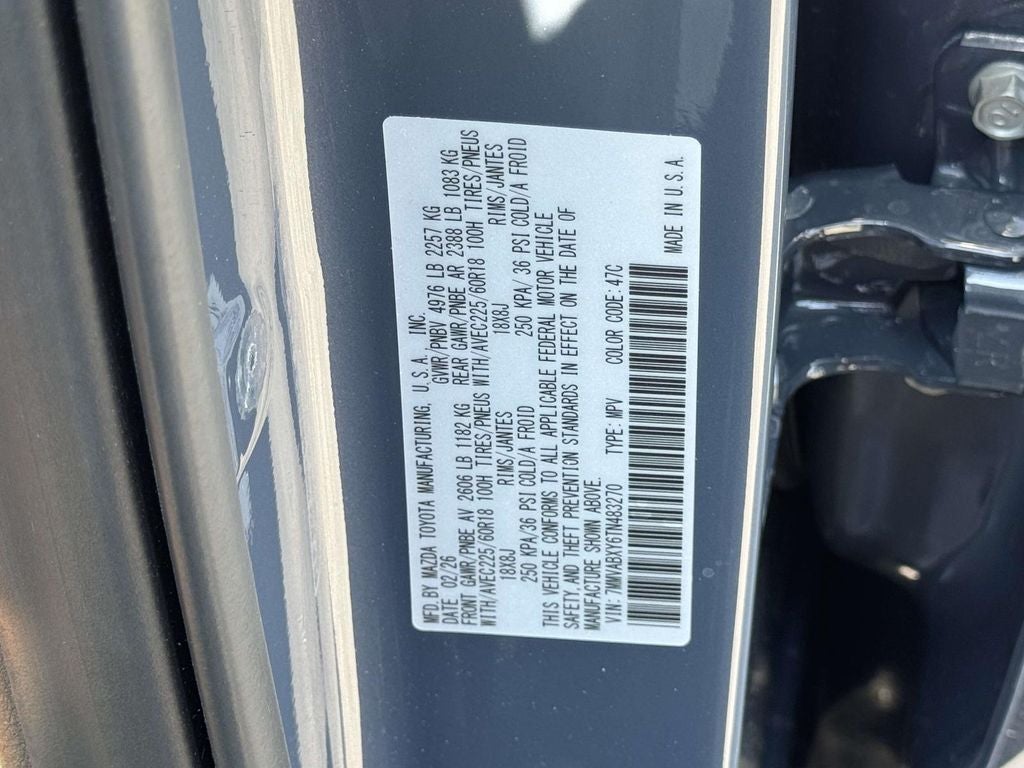 MFD. BY MAZDA TOYOTA MANUFACTURING, U.S.A. INC.
DATE 02/26 GVWR/PNBV 4976 LB 2257 KG
FRONT GAWR/PNBE AV 2606 LB 1182 KG REAR GAWR PNBE AR 2388 LB 1083 KG
WITH/AVEC225/60R18 100H TIRES/PNEUS WITH/AVEC225/60R18 100H TIRES/PNEUS
18X8J RIMS/JANTES 18X8J RIMS/JANTES
250 KPA/36 PSI COLD/A FROID 250 KPA/ 36 PSI COLD/A FROID
THIS VEHICLE CONFORMS TO ALL APPLICABLE FEDERAL MOTOR VEHICLE
SAFETY, AND THEFT PREVENTION STANDARDS IN EFFECT ON THE DATE OF
MANUFACTURE SHOWN ABOVE.
VIN: 7MMVABXY6TN483270 TYPE: MPV COLOR CODE: 47C
MADE IN U.S.A.